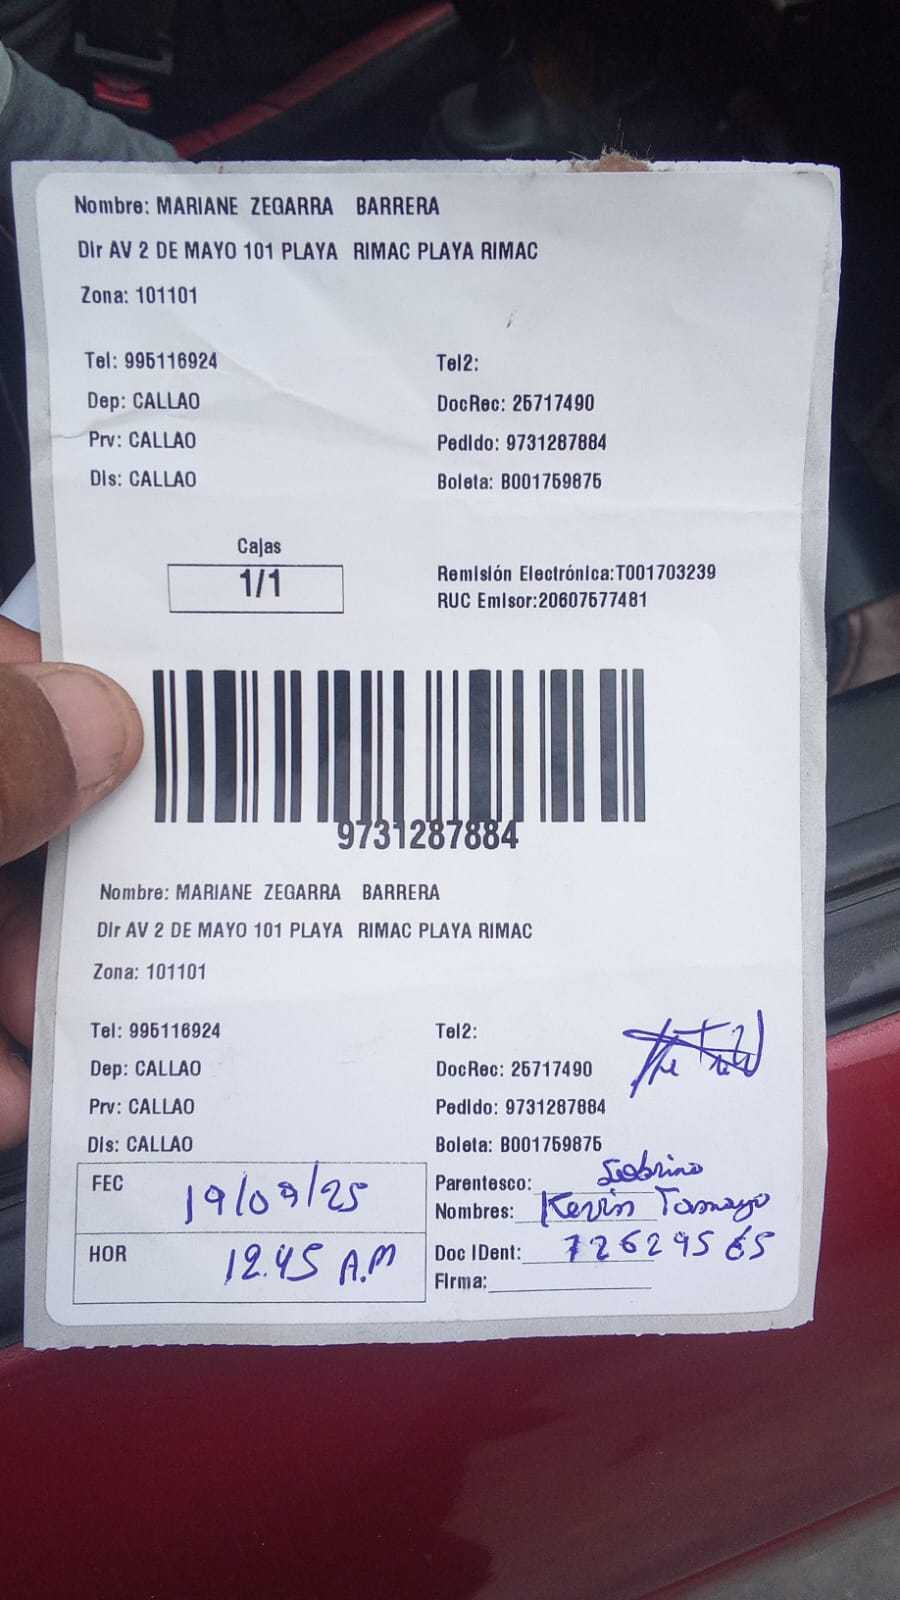 Nombre: MARIANE ZEGARRA BARRERA
Dir AV 2 DE MAYO 101 PLAYA RIMAC PLAYA RIMAC
Zona: 101101
Tel: 995116924 Tel2:
Dep: CALLAO DocRec: 25717490
Prv: CALLAO Pedido: 9731287884
Dis: CALLAO Boleta: B001759875
Cajas
1/1
Remisión Electrónica:T001703239
RUC Emisor:20607577481
9731287884
Nombre: MARIANE ZEGARRA BARRERA
Dir AV 2 DE MAYO 101 PLAYA RIMAC PLAYA RIMAC
Zona: 101101
Tel: 995116924 Tel2:
Dep: CALLAO DocRec: 25717490
Prv: CALLAO Pedido: 9731287884
Dis: CALLAO Boleta: B001759875
FEC 19/09/25
HOR 12.45 A.M
Parentesco: Sobrino
Nombres: Kevin Tamayo
Doc IDent: 72629565
Firma: